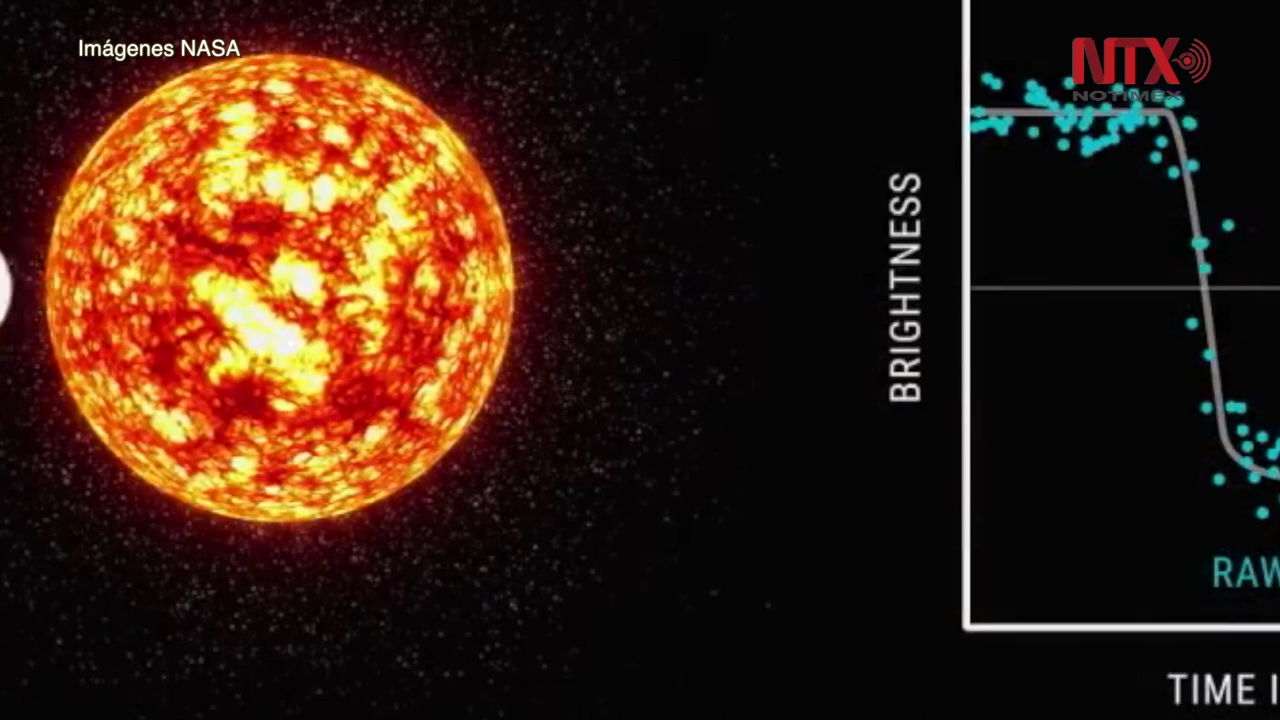 Imágenes NASA
NTX
NOTIMEX
BRIGHTNESS
RAW
TIME I